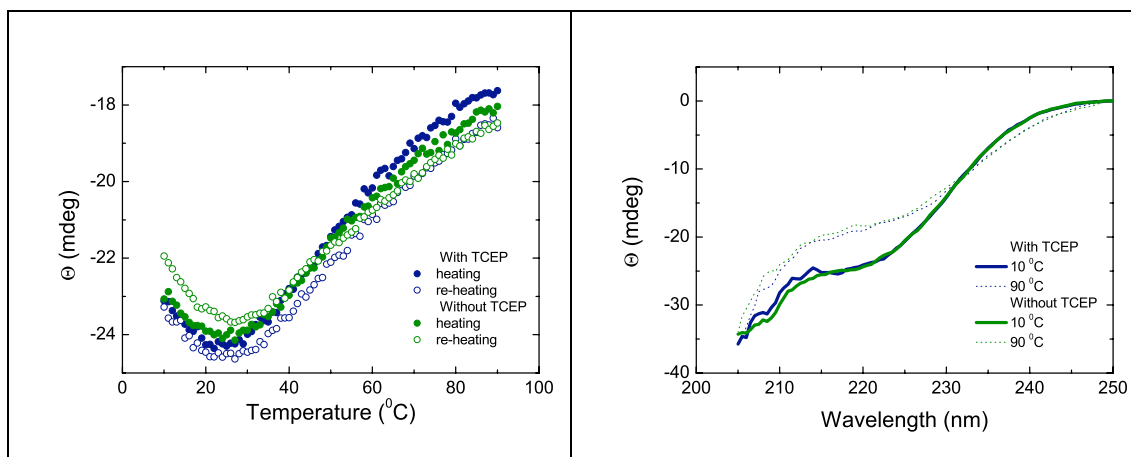 -18
-20
-22
-24
Θ (mdeg)
0 20 40 60 80 100
Temperature (⁰C)
With TCEP
heating
re-heating
Without TCEP
heating
re-heating
0
-10
-20
-30
-40
Θ (mdeg)
200 210 220 230 240 250
Wavelength (nm)
With TCEP
10 ⁰C
90 ⁰C
Without TCEP
10 ⁰C
90 ⁰C